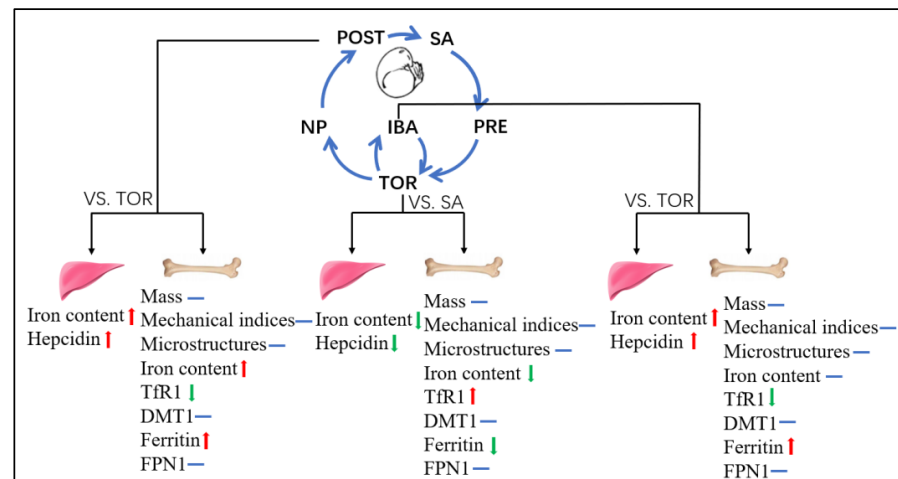 POST
SA
NP
IBA
PRE
TOR
VS. TOR
VS. SA
VS. TOR
Iron content
Hepcidin
Mass
Mechanical indices
Microstructures
Iron content
TfR1
DMT1
Ferritin
FPN1
Iron content
Hepcidin
Mass
Mechanical indices
Microstructures
Iron content
TfR1
DMT1
Ferritin
FPN1
Iron content
Hepcidin
Mass
Mechanical indices
Microstructures
Iron content
TfR1
DMT1
Ferritin
FPN1